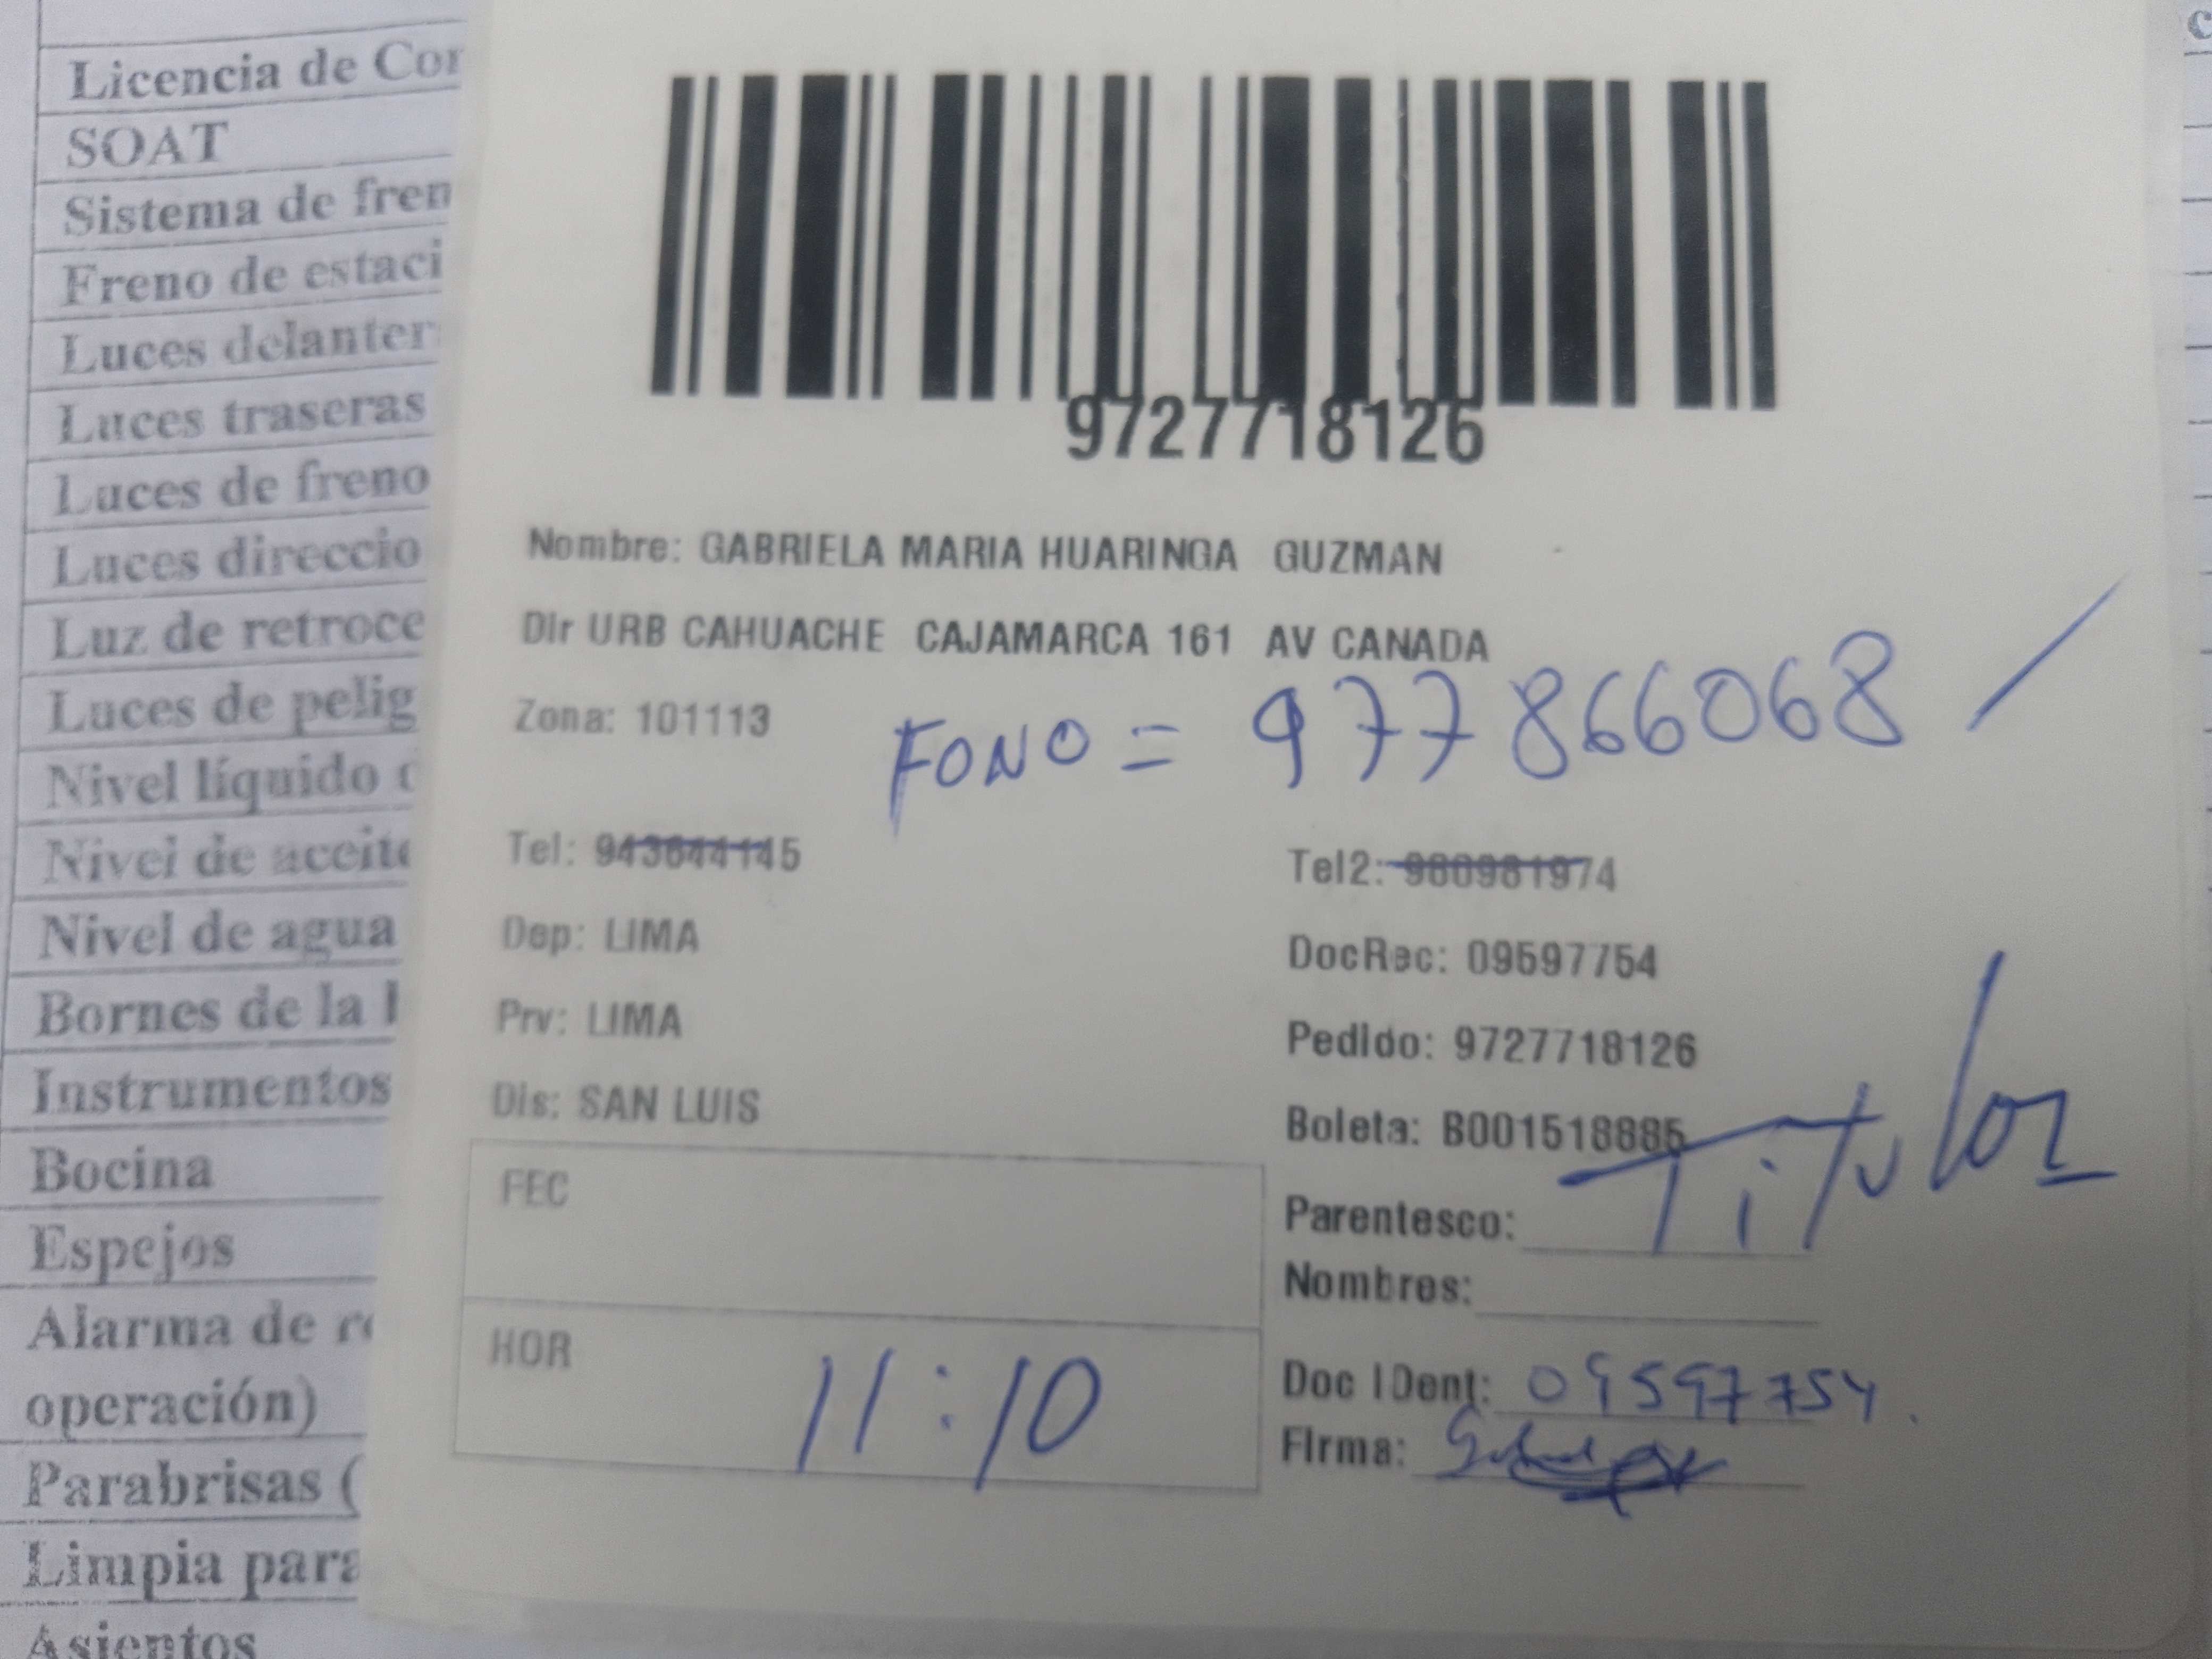 Licencia de Con
SOAT
Sistema de fren
Freno de estaci
Luces delanter
Luces traseras
Luces de freno
Luces direccio
Luz de retroce
Luces de pelig
Nivel líquido
Nivel de aceite
Nivel de agua
Bornes de la
Instrumentos
Bocina
Espejos
Alarma de re
operación)
Parabrisas (
Limpia para
Asientos
9727718126
Nombre: GABRIELA MARIA HUARINGA GUZMAN
Dir URB CAHUACHE CAJAMARCA 161 AV CANADA
Zona: 101113
FONO = 977866068 /
Tel: 943644145
Tel2: 980981974
Dep: LIMA
DocRec: 09597754
Prv: LIMA
Pedido: 9727718126
Dis: SAN LUIS
Boleta: B001518885
FEC
Parentesco: Titular
Nombres:
HOR 11:10
Doc IDent: 09597754.
Firma: